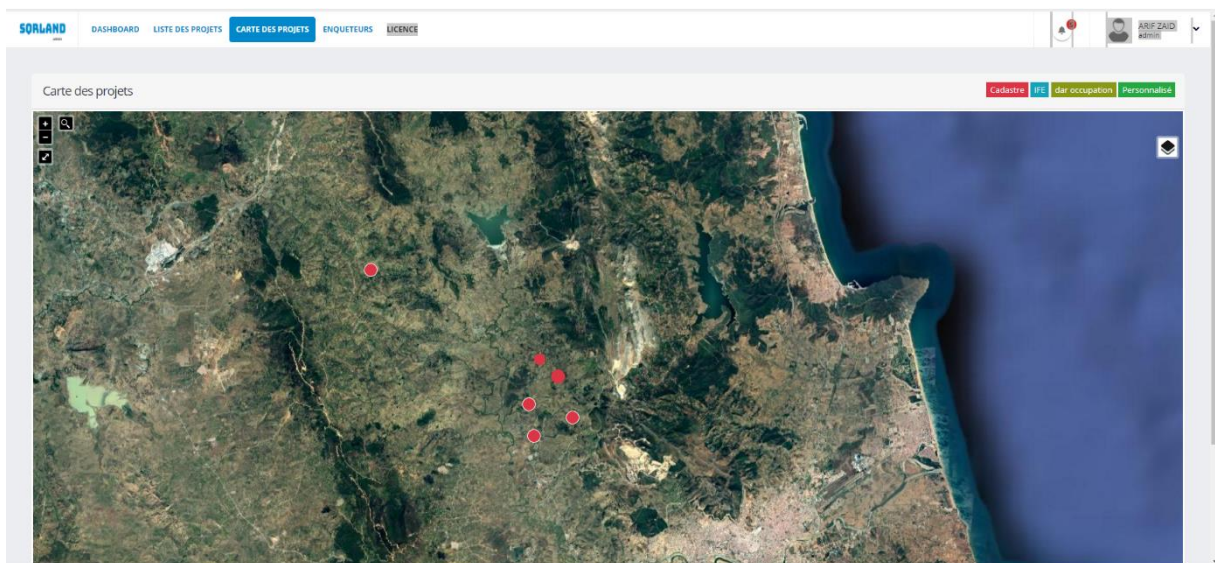 SQRLAND
DASHBOARD LISTE DES PROJETS CARTE DES PROJETS ENQUETEURS LICENCE
ARIF ZAID
admin
Carte des projets
Cadastre IFE dar occupation Personnalisé